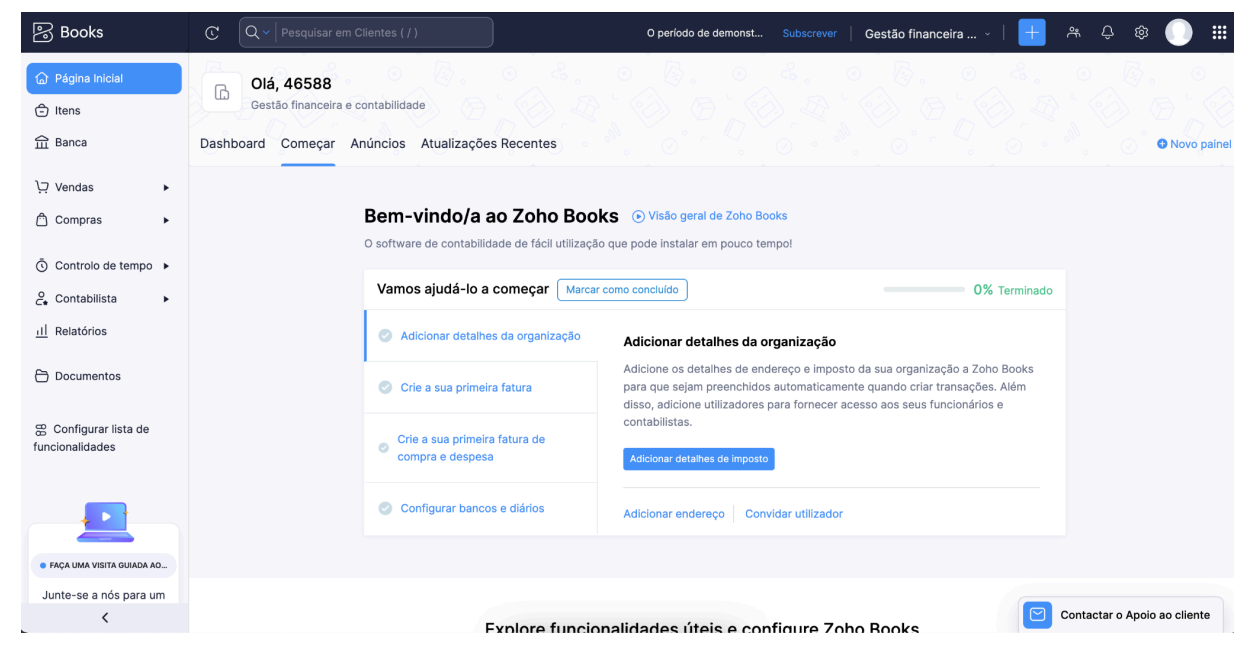 Books
Pesquisar em Clientes ( / )
O período de demonst...
Subscrever
Gestão financeira ...
Página Inicial
Itens
Banca
Vendas
Compras
Controlo de tempo
Contabilista
Relatórios
Documentos
Configurar lista de
funcionalidades
FAÇA UMA VISITA GUIADA AO...
Junte-se a nós para um
Olá, 46588
Gestão financeira e contabilidade
Dashboard
Começar
Anúncios
Atualizações Recentes
Novo painel
Bem-vindo/a ao Zoho Books
Visão geral de Zoho Books
O software de contabilidade de fácil utilização que pode instalar em pouco tempo!
Vamos ajudá-lo a começar
Marcar como concluído
0% Terminado
Adicionar detalhes da organização
Crie a sua primeira fatura
Crie a sua primeira fatura de
compra e despesa
Configurar bancos e diários
Adicionar detalhes da organização
Adicione os detalhes de endereço e imposto da sua organização a Zoho Books
para que sejam preenchidos automaticamente quando criar transações. Além
disso, adicione utilizadores para fornecer acesso aos seus funcionários e
contabilistas.
Adicionar detalhes de imposto
Adicionar endereço
Convidar utilizador
Explore funcionalidades úteis e configure Zoho Books
Contactar o Apoio ao cliente